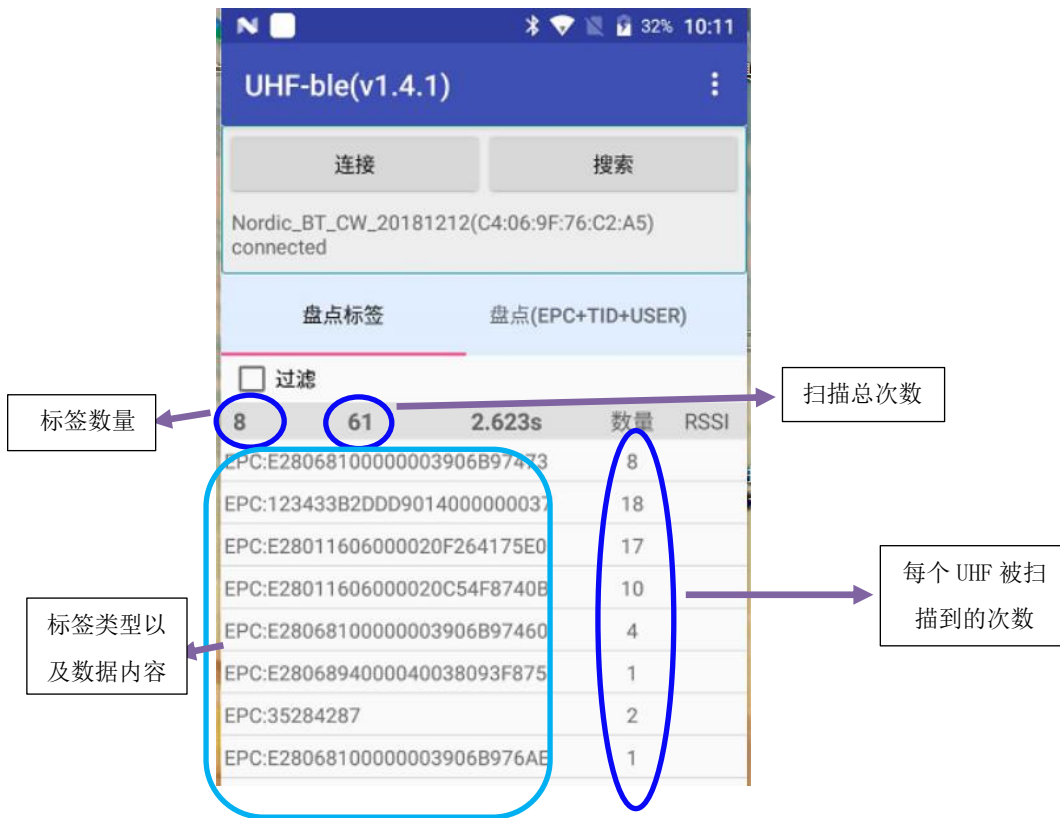 32% 10:11
UHF-ble(v1.4.1)
连接
搜索
Nordic_BT_CW_20181212(C4:06:9F:76:C2:A5)
connected
盘点标签
盘点(EPC+TID+USER)
过滤
标签数量
扫描总次数
8 61 2.623s 数量 RSSI
EPC:E28068100000003906B97473 8
EPC:123433B2DDD9014000000037 18
EPC:E28011606000020F264175E0 17
EPC:E28011606000020C54F8740B 10
EPC:E28068100000003906B97460 4
EPC:E2806894000040038093F875 1
EPC:35284287 2
EPC:E28068100000003906B976AE 1
标签类型以
及数据内容
每个 UHF 被扫
描到的次数